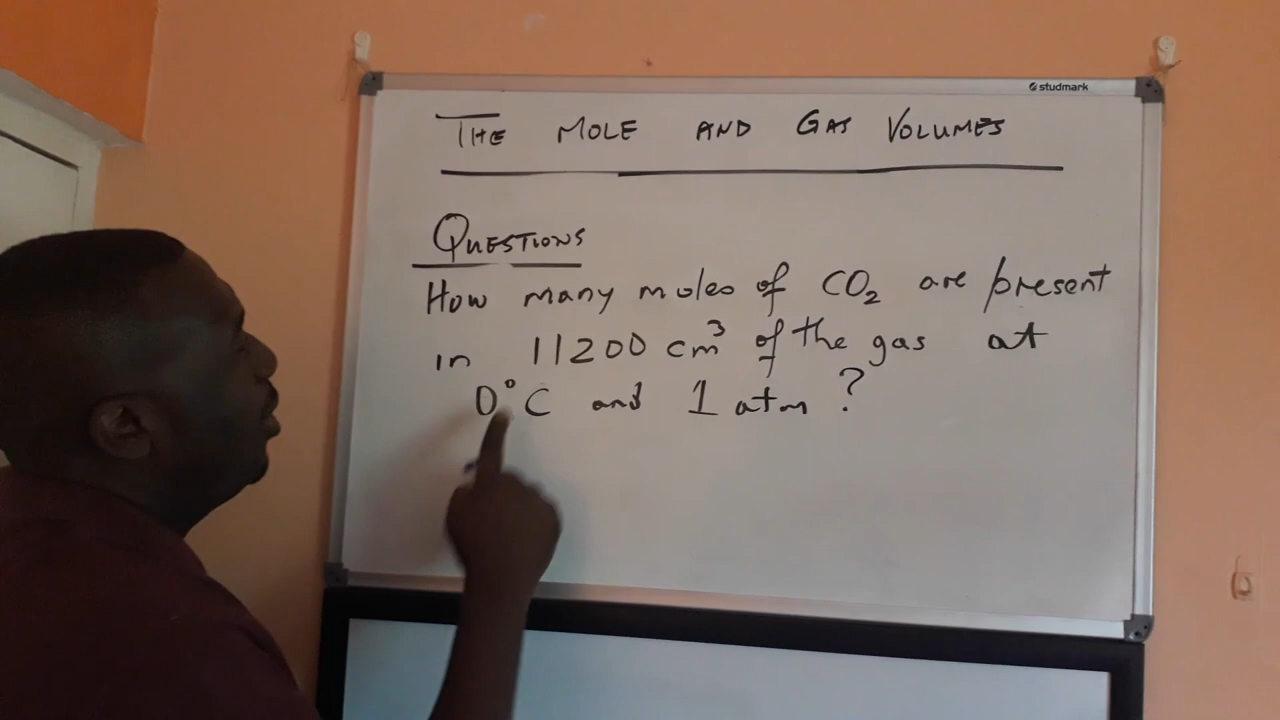 studmark
THE MOLE AND GAS VOLUMES
QUESTIONS
How many moles of CO₂ are present
in 11200 cm³ of the gas at
0°C and 1 atm ?